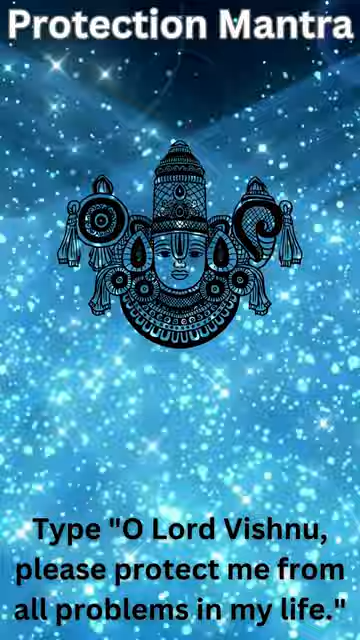 Protection Mantra
Type "O Lord Vishnu,
please protect me from
all problems in my life."